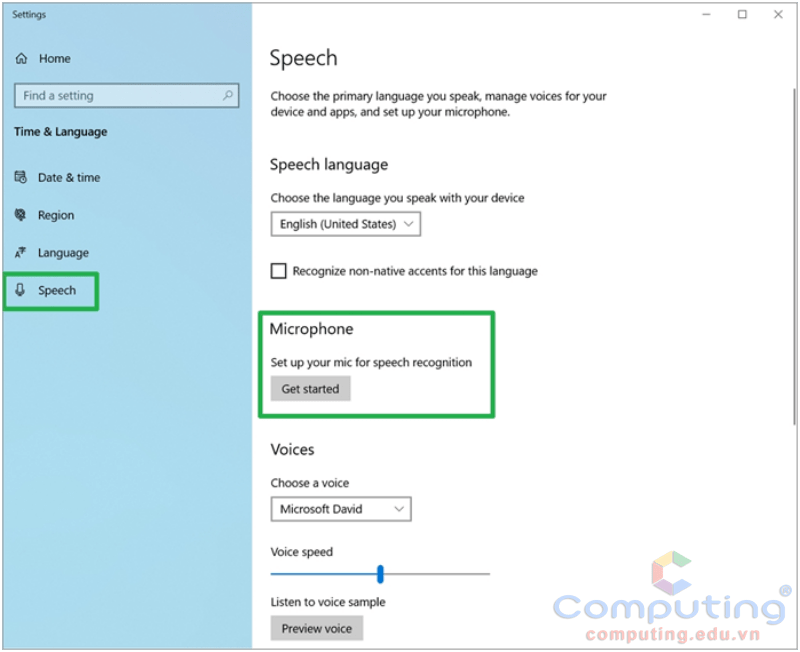 Settings
Home
Find a setting
Time & Language
Date & time
Region
Language
Speech
Speech
Choose the primary language you speak, manage voices for your
device and apps, and set up your microphone.
Speech language
Choose the language you speak with your device
English (United States)
Recognize non-native accents for this language
Microphone
Set up your mic for speech recognition
Get started
Voices
Choose a voice
Microsoft David
Voice speed
Listen to voice sample
Preview voice
Computing®
computing.edu.vn